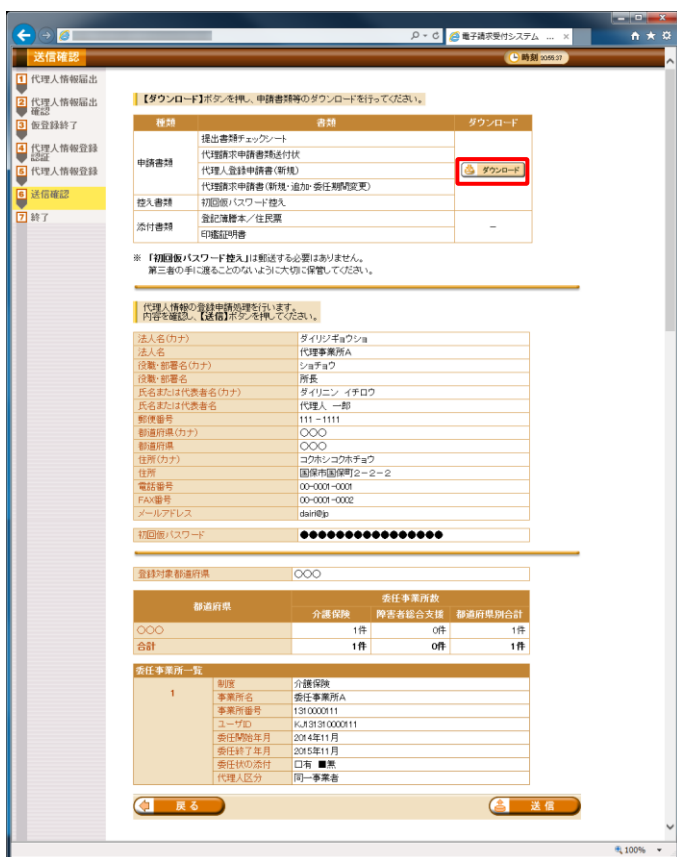 電子請求受付システム ...
送信確認
時刻 20:55:37
1 代理人情報届出
2 代理人情報届出確認
3 仮登録終了
4 代理人情報登録認証
5 代理人情報登録
6 送信確認
7 終了
【ダウンロード】ボタンを押し、申請書類等のダウンロードを行ってください。
種類 書類 ダウンロード
申請書類 提出書類チェックシート
代理請求申請書類送付状
代理人登録申請書(新規)
代理請求申請書(新規・追加・委任期間変更)
ダウンロード
控え書類 初回仮パスワード控え
添付書類 登記簿謄本／住民票
印鑑証明書
－
※ 「初回仮パスワード控え」は郵送する必要はありません。
第三者の手に渡ることのないように大切に保管してください。
代理人情報の登録申請処理を行います。
内容を確認し、【送信】ボタンを押してください。
法人名(カナ) ダイリジギョウショ
法人名 代理事業所A
役職・部署名(カナ) ショチョウ
役職・部署名 所長
氏名または代表者名(カナ) ダイリニン イチロウ
氏名または代表者名 代理人 一郎
郵便番号 111－1111
都道府県(カナ) ○○○
都道府県 ○○○
住所(カナ) コクホシコクホチョウ
住所 国保市国保町２－２－２
電話番号 00-0001-0001
FAX番号 00-0001-0002
メールアドレス dairi@jp
初回仮パスワード ●●●●●●●●●●●●●●●●
登録対象都道府県 ○○○
都道府県 委任事業所数
介護保険 障害者総合支援 都道府県別合計
○○○ 1件 0件 1件
合計 1件 0件 1件
委任事業所一覧
1 制度 介護保険
事業所名 委任事業所A
事業所番号 1310000111
ユーザID KJ131310000111
委任開始年月 2014年11月
委任終了年月 2015年11月
委任状の添付 □有 ■無
代理人区分 同一事業者
戻る
送信
100%